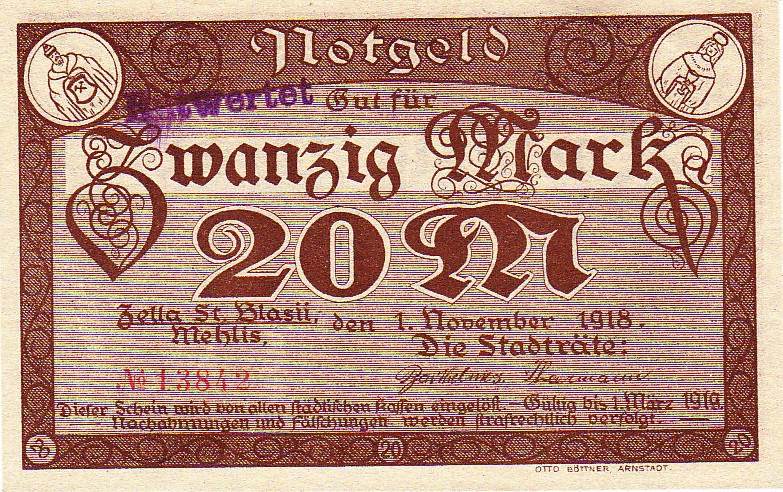 Notgeld
Entwertet
Gut für
Zwanzig Mark
20 M
Zella St. Blasii, den 1. November 1918.
Mehlis,
Die Stadträte:
№ 13842
Dieser Schein wird von allen städtischen Kassen eingelöst – Gültig bis 1. März 1919.
Nachahmungen und Fälschungen werden strafrechtlich verfolgt.
20
OTTO BÖTTNER, ARNSTADT.